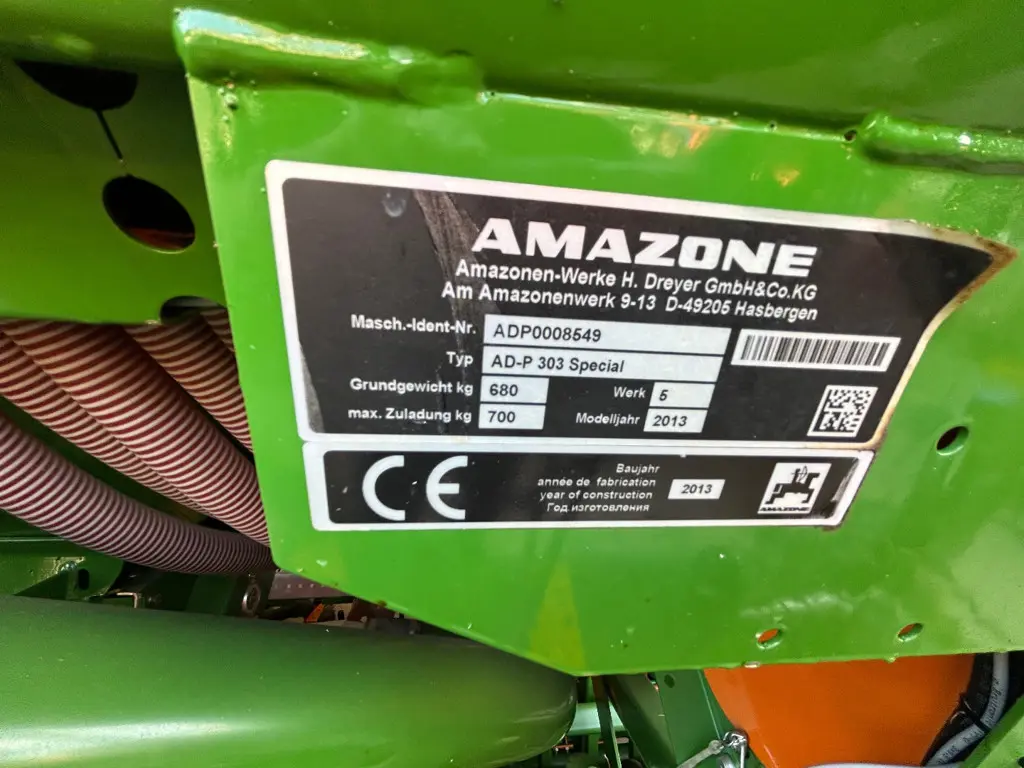 AMAZONE
Amazonen-Werke H. Dreyer GmbH&Co.KG
Am Amazonenwerk 9-13 D-49205 Hasbergen
Masch.-Ident-Nr. ADP0008549
Typ AD-P 303 Special
Grundgewicht kg 680 Werk 5
max. Zuladung kg 700 Modelljahr 2013
CE
Baujahr
année de fabrication
year of construction 2013
Год изготовления
AMAZONE